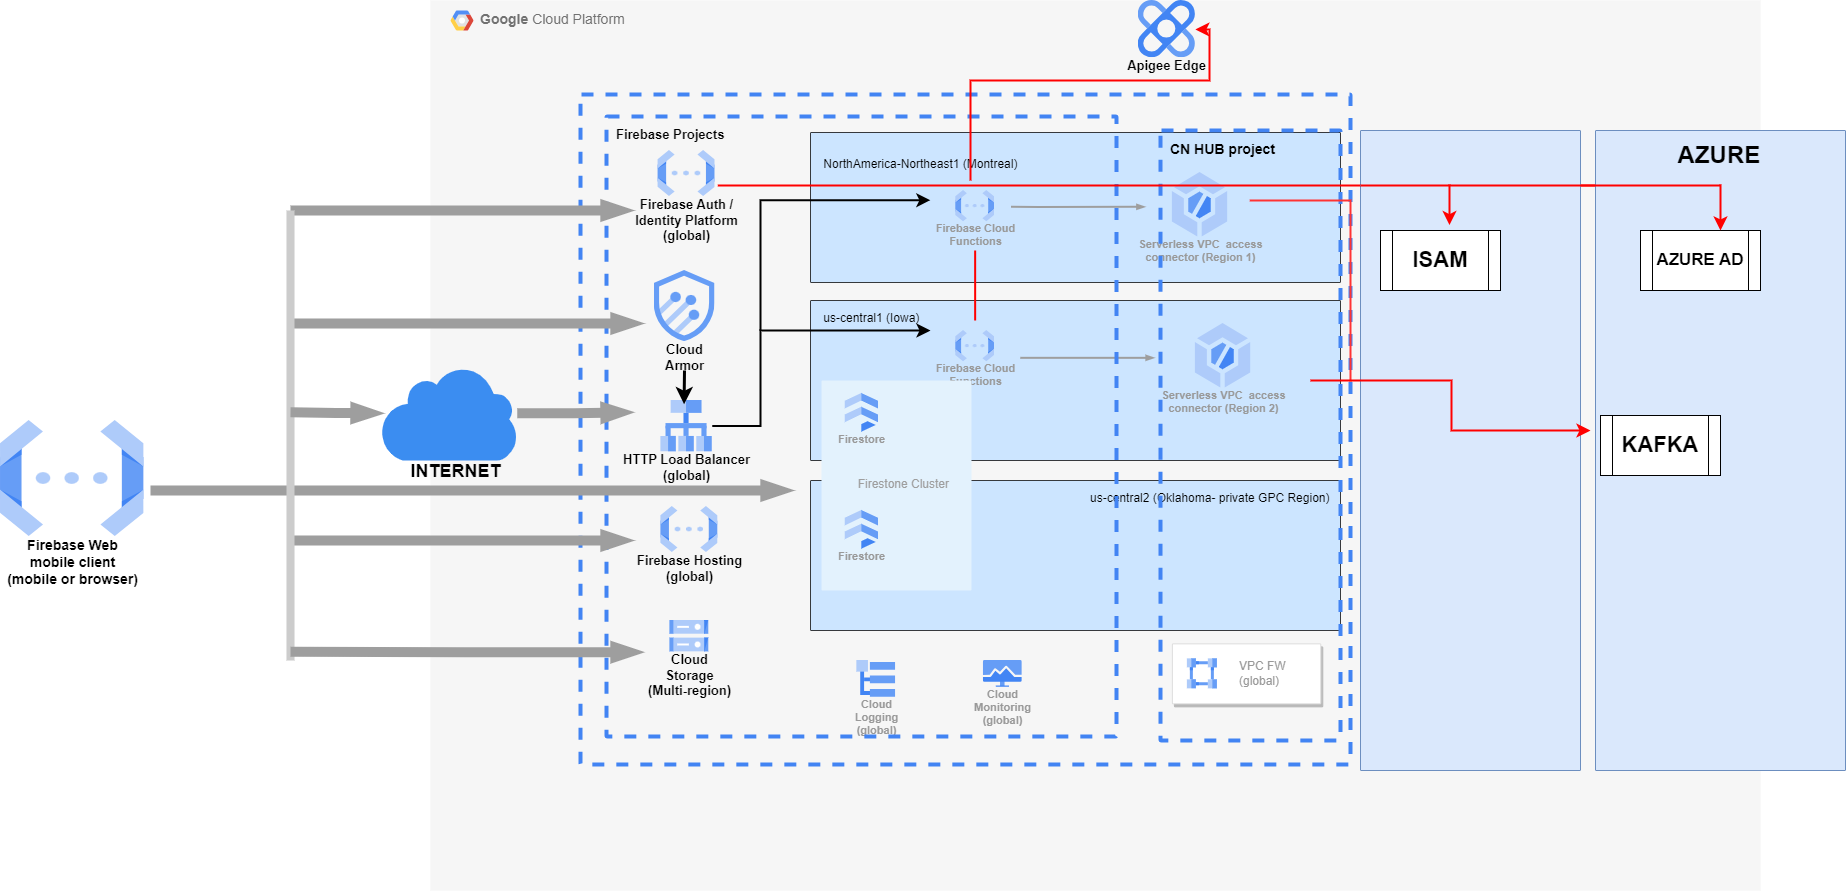 Google Cloud Platform
Apigee Edge
Firebase Projects
Firebase Auth /
Identity Platform
(global)
Cloud
Armor
HTTP Load Balancer
(global)
Firebase Hosting
(global)
Cloud
Storage
(Multi-region)
INTERNET
Firebase Web
mobile client
(mobile or browser)
NorthAmerica-Northeast1 (Montreal)
Firebase Cloud
Functions
CN HUB project
Serverless VPC access
connector (Region 1)
us-central1 (Iowa)
Firebase Cloud
Functions
Serverless VPC access
connector (Region 2)
Firestore
Firestone Cluster
Firestore
us-central2 (Oklahoma- private GPC Region)
Cloud
Logging
(global)
Cloud
Monitoring
(global)
VPC FW
(global)
ISAM
AZURE
AZURE AD
KAFKA